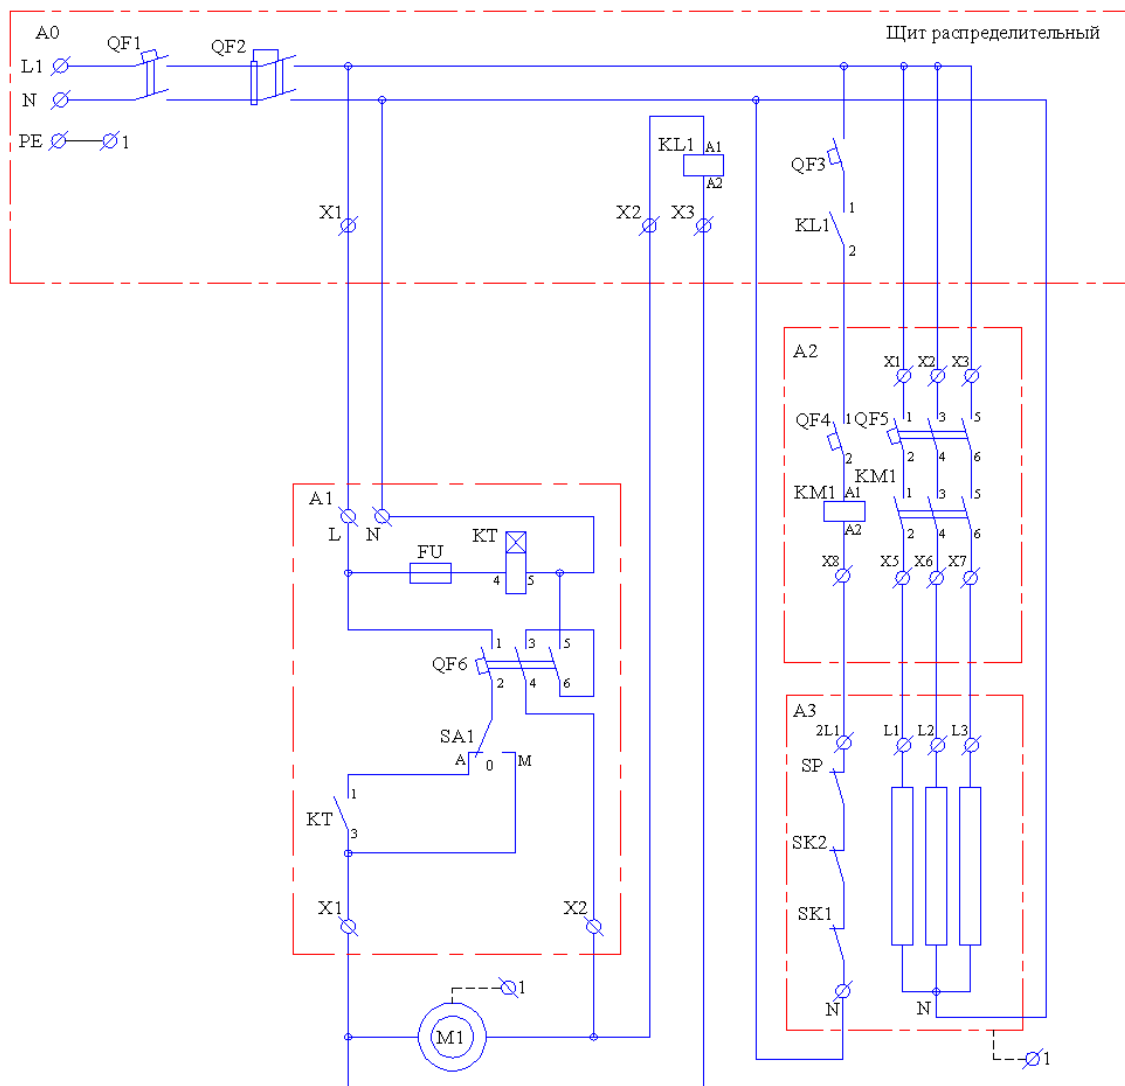 A0 Щит распределительный
QF1 QF2
L1
N
PE 1
KL1 A1
A2
QF3
X1 X2 X3
1
KL1
2
A2
X1 X2 X3
QF4 1 QF5 1 3 5
2 2 4 6
KM1
KM1 A1 1 3 5
A2 2 4 6
X8 X5 X6 X7
A1
L N KT
FU
4 5
1 3 5
QF6
2 4 6
SA1
A 0 M
1
KT
3
X1 X2
A3
2L1 L1 L2 L3
SP
SK2
SK1
N N
1
M1
1